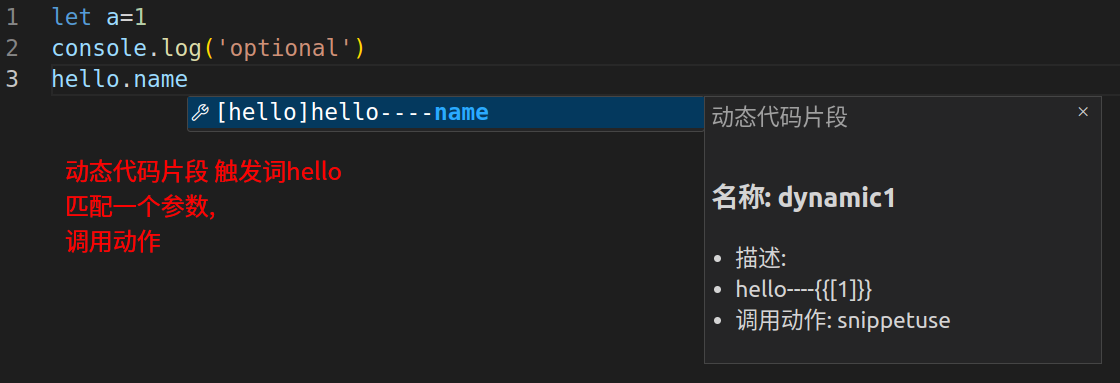 1 let a=1
2 console.log('optional')
3 hello.name
[hello]hello----name
动态代码片段
×
名称: dynamic1
• 描述:
• hello----{{[1]}}
• 调用动作: snippetuse
动态代码片段 触发词hello
匹配一个参数,
调用动作